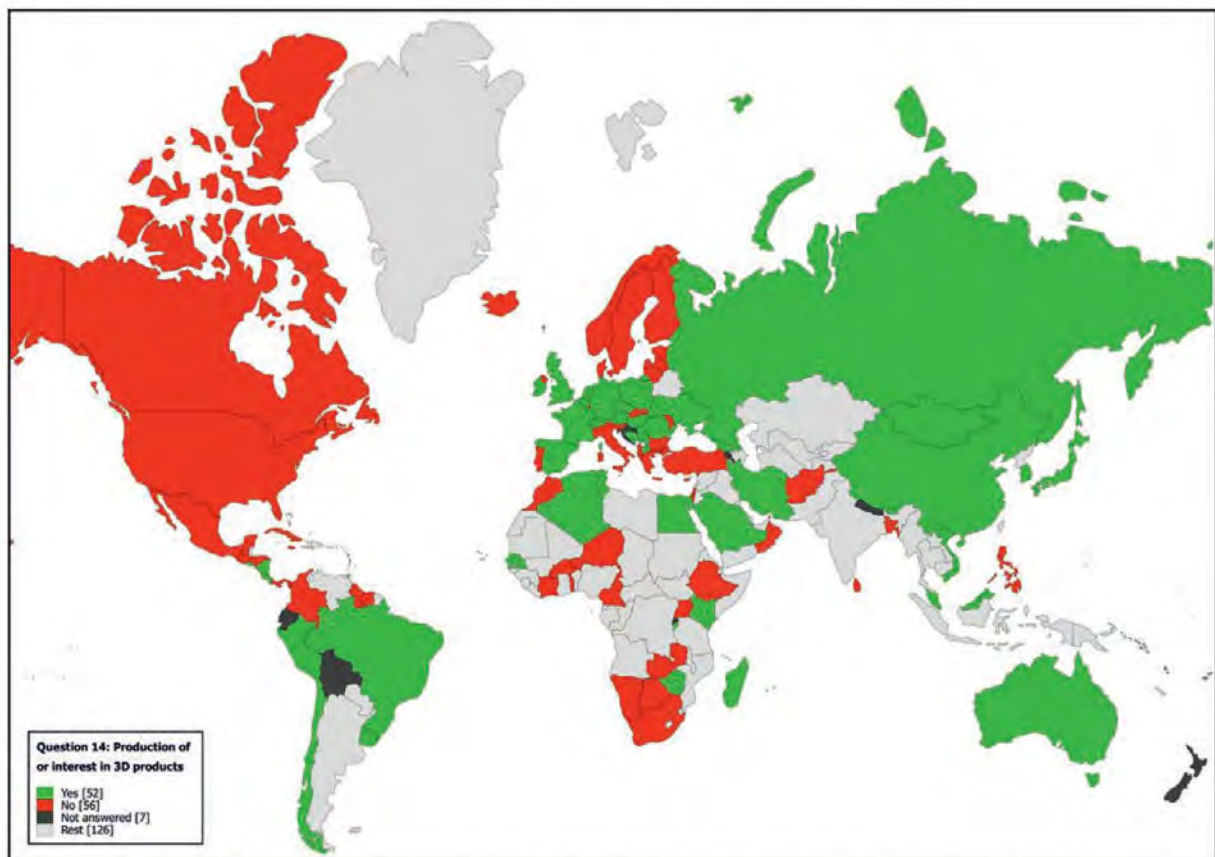 Question 14: Production of
or interest in 3D products
Yes [52]
No [56]
Not answered [7]
Rest [126]